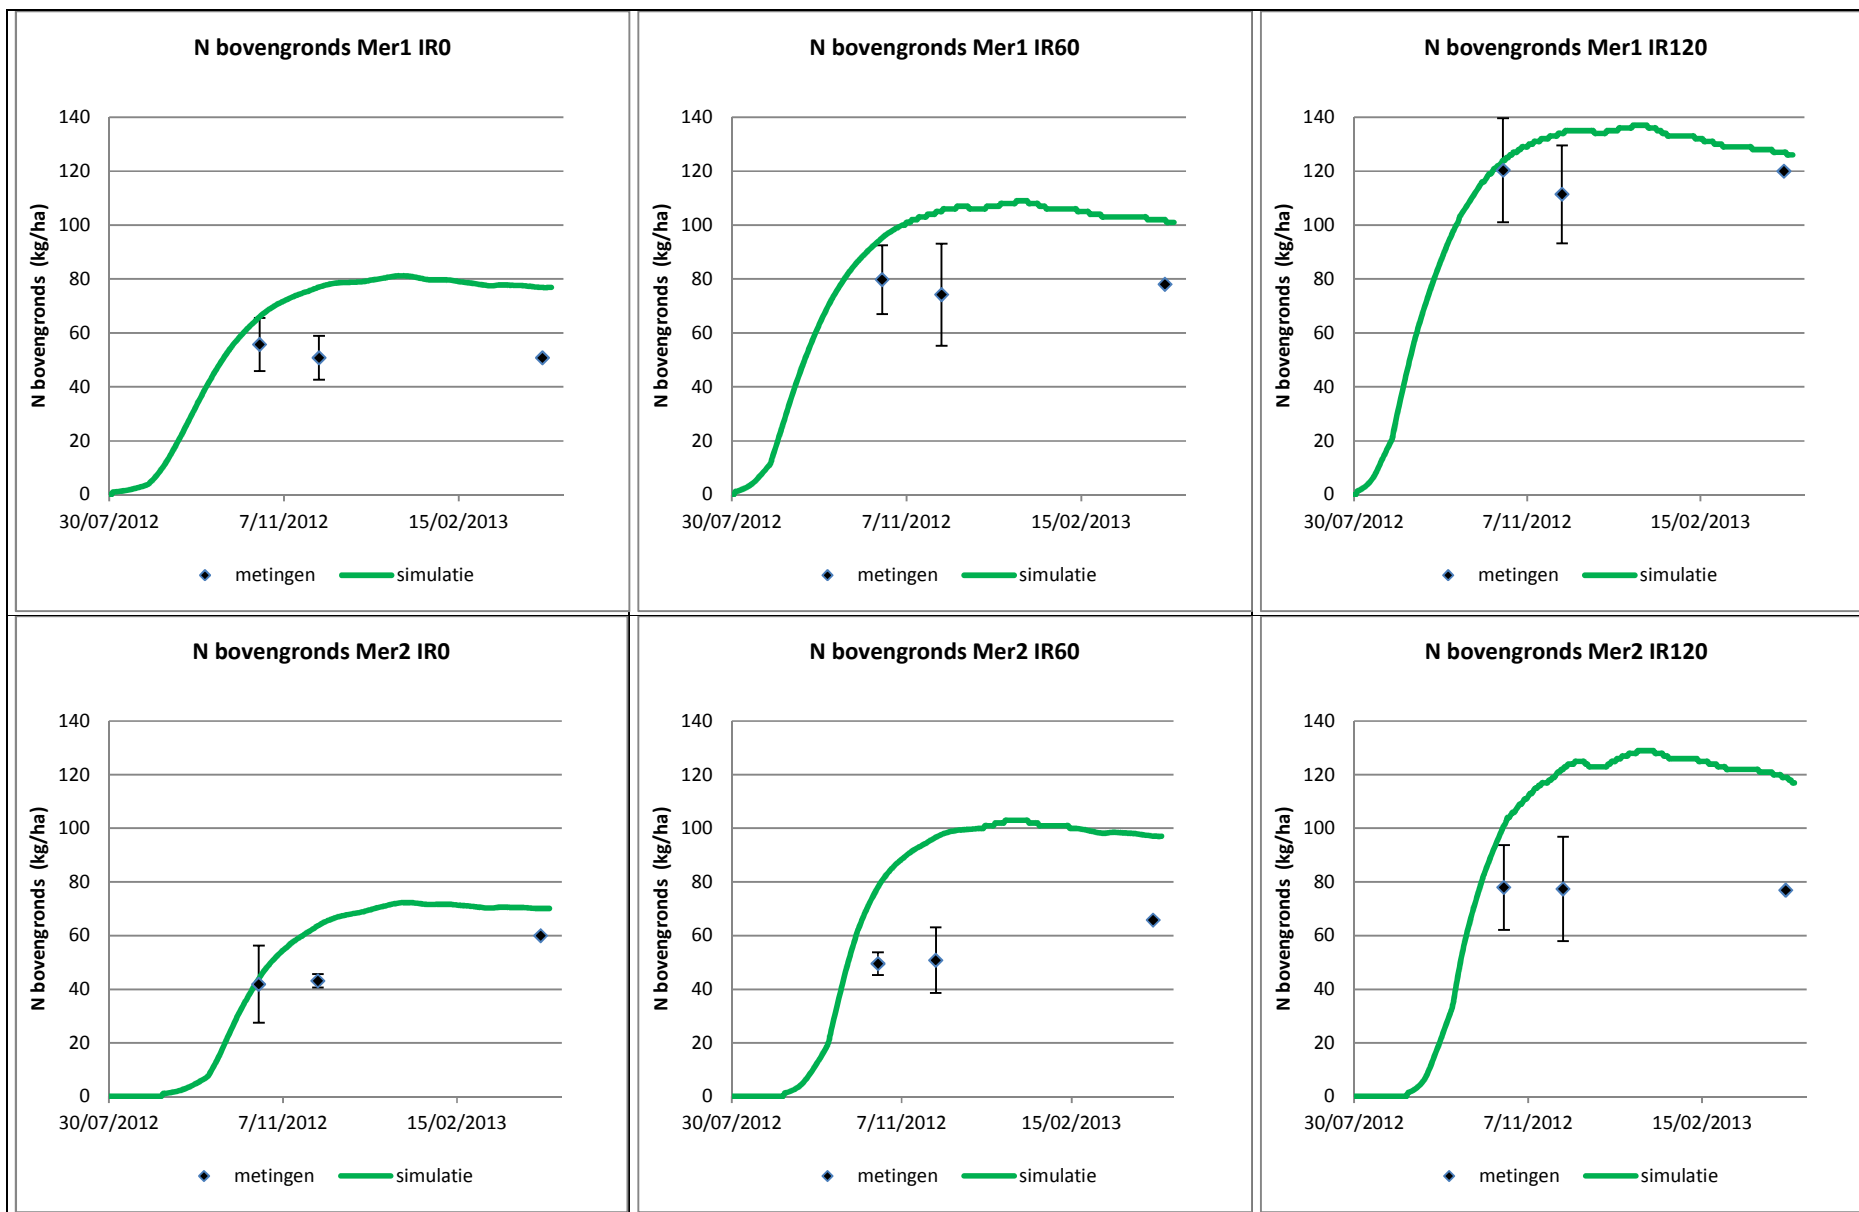 N bovengronds Mer1 IR0
N bovengronds (kg/ha)
140
120
100
80
60
40
20
0
30/07/2012 7/11/2012 15/02/2013
metingen simulatie
N bovengronds Mer1 IR60
N bovengronds (kg/ha)
140
120
100
80
60
40
20
0
30/07/2012 7/11/2012 15/02/2013
metingen simulatie
N bovengronds Mer1 IR120
N bovengronds (kg/ha)
140
120
100
80
60
40
20
0
30/07/2012 7/11/2012 15/02/2013
metingen simulatie
N bovengronds Mer2 IR0
N bovengronds (kg/ha)
140
120
100
80
60
40
20
0
30/07/2012 7/11/2012 15/02/2013
metingen simulatie
N bovengronds Mer2 IR60
N bovengronds (kg/ha)
140
120
100
80
60
40
20
0
30/07/2012 7/11/2012 15/02/2013
metingen simulatie
N bovengronds Mer2 IR120
N bovengronds (kg/ha)
140
120
100
80
60
40
20
0
30/07/2012 7/11/2012 15/02/2013
metingen simulatie